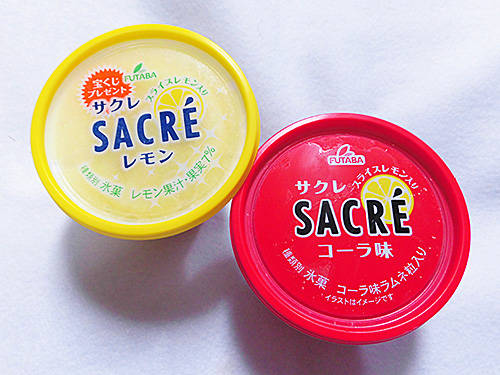 宝くじ
プレゼント
FUTABA
スライスレモン入り
サクレ
SACRÉ
レモン
種類別 氷菓 レモン果汁・果実7%
FUTABA
スライスレモン入り
サクレ
SACRÉ
コーラ味
種類別 氷菓 コーラ味ラムネ粒入り
イラストはイメージです